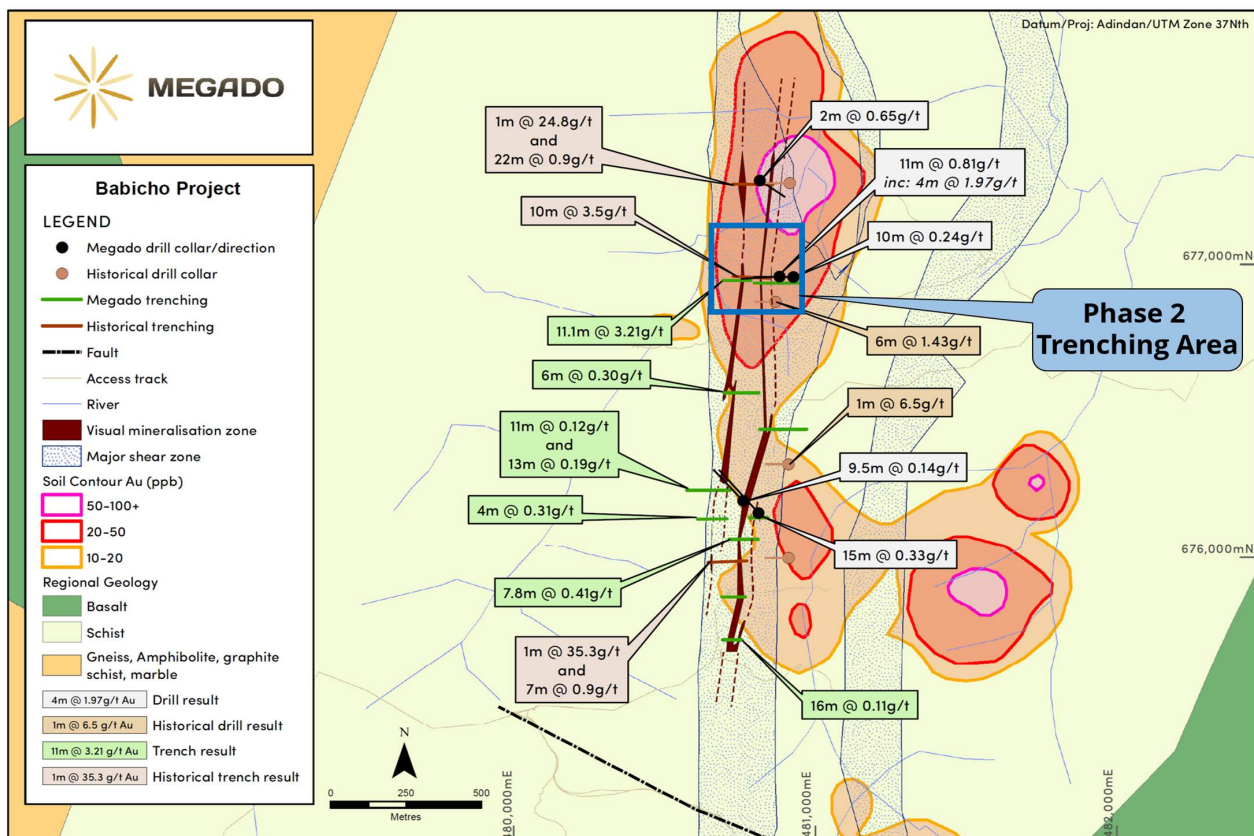 MEGADO
Babicho Project
LEGEND
Megado drill collar/direction
Historical drill collar
Megado trenching
Historical trenching
Fault
Access track
River
Visual mineralisation zone
Major shear zone
Soil Contour Au (ppb)
50-100+
20-50
10-20
Regional Geology
Basalt
Schist
Gneiss, Amphibolite, graphite
schist, marble
4m @ 1.97g/t Au Drill result
1m @ 6.5 g/t Au Historical drill result
11m @ 3.21 g/t Au Trench result
1m @ 35.3 g/t Au Historical trench result
Datum/Proj: Adindan/UTM Zone 37Nth
1m @ 24.8g/t
and
22m @ 0.9g/t
2m @ 0.65g/t
11m @ 0.81g/t
inc: 4m @ 1.97g/t
10m @ 3.5g/t
10m @ 0.24g/t
677,000mN
Phase 2
Trenching Area
11.1m @ 3.21g/t
6m @ 1.43g/t
6m @ 0.30g/t
1m @ 6.5g/t
11m @ 0.12g/t
and
13m @ 0.19g/t
9.5m @ 0.14g/t
4m @ 0.31g/t
15m @ 0.33g/t
676,000mN
7.8m @ 0.41g/t
1m @ 35.3g/t
and
7m @ 0.9g/t
16m @ 0.11g/t
N
0 250 500
Metres
480,000mE
481,000mE
482,000mE